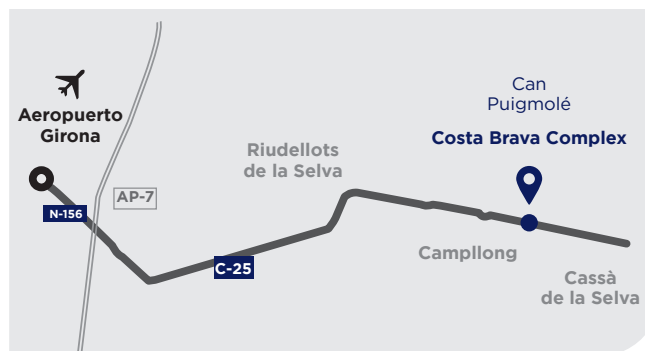 Aeropuerto
Girona
N-156
AP-7
C-25
Riudellots
de la Selva
Can
Puigmolé
Costa Brava Complex
Campllong
Cassà
de la Selva